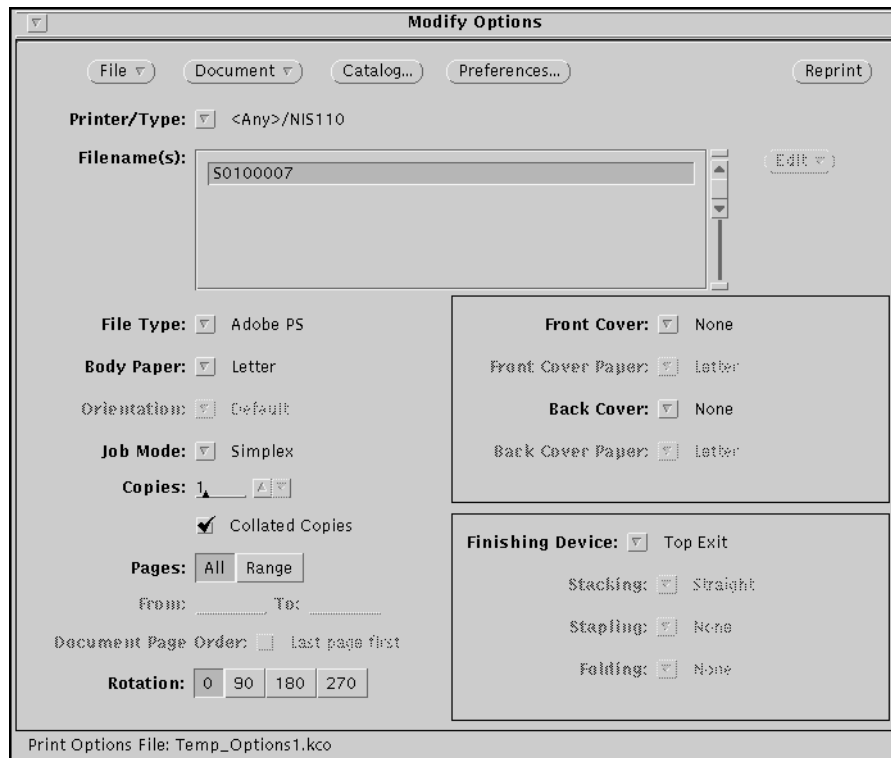 Modify Options
File Document Catalog... Preferences... Reprint
Printer/Type: <Any>/NIS110
Filename(s): Edit
S0100007
File Type: Adobe PS
Body Paper: Letter
Orientation: Default
Job Mode: Simplex
Copies: 1
Collated Copies
Pages: All Range
From: To:
Document Page Order: Last page first
Rotation: 0 90 180 270
Front Cover: None
Front Cover Paper: Letter
Back Cover: None
Back Cover Paper: Letter
Finishing Device: Top Exit
Stacking: Straight
Stapling: None
Folding: None
Print Options File: Temp_Options1.kco